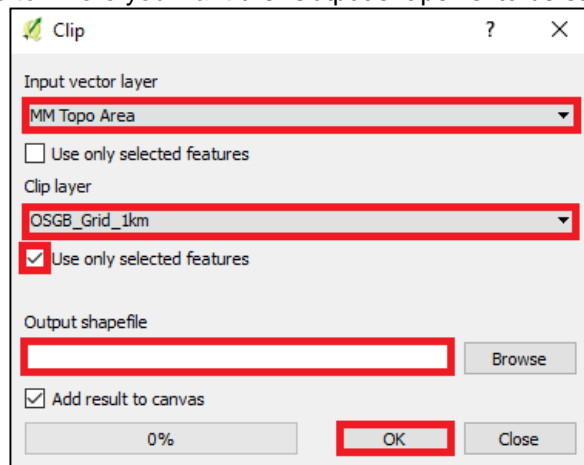 Clip ? ×
Input vector layer
MM Topo Area
Use only selected features
Clip layer
OSGB_Grid_1km
Use only selected features
Output shapefile
Browse
Add result to canvas
0% OK Close